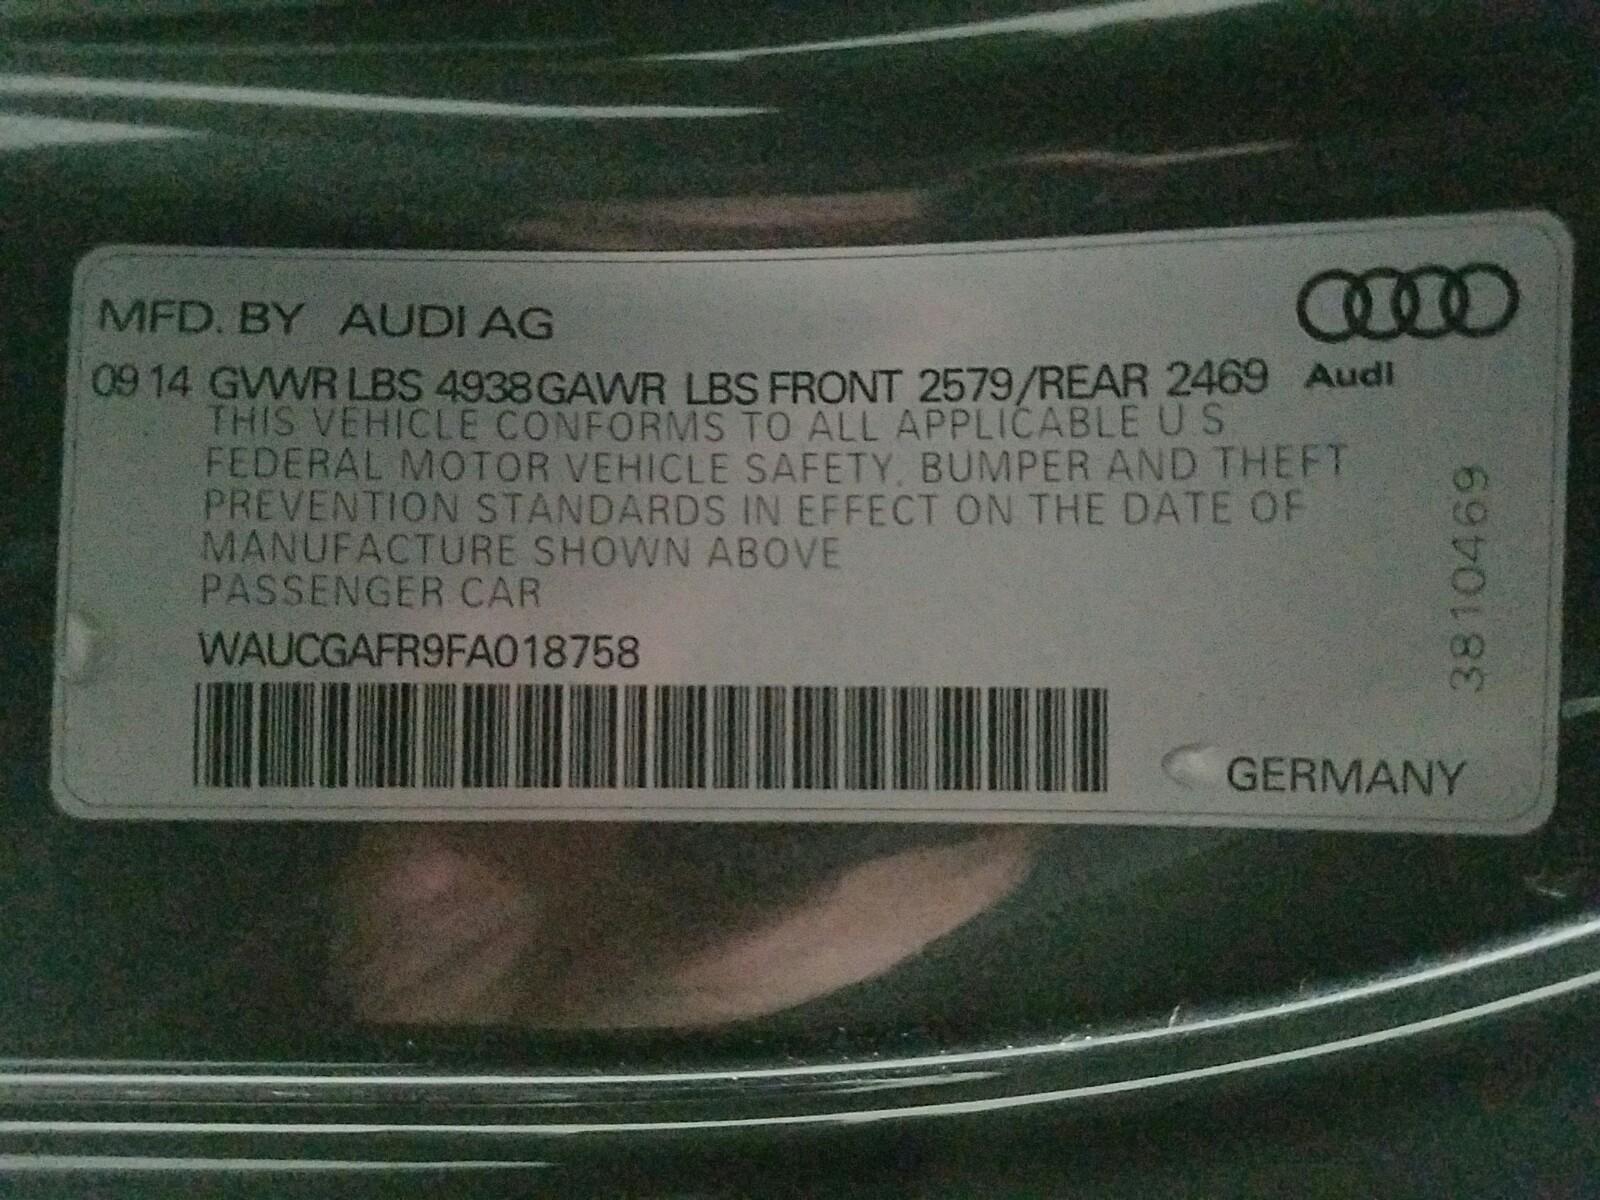 MFD. BY AUDI AG
09 14 GVWR LBS 4938 GAWR LBS FRONT 2579/REAR 2469
Audi
THIS VEHICLE CONFORMS TO ALL APPLICABLE U.S
FEDERAL MOTOR VEHICLE SAFETY, BUMPER AND THEFT
PREVENTION STANDARDS IN EFFECT ON THE DATE OF
MANUFACTURE SHOWN ABOVE
PASSENGER CAR
WAUCGAFR9FA018758
3810469
GERMANY